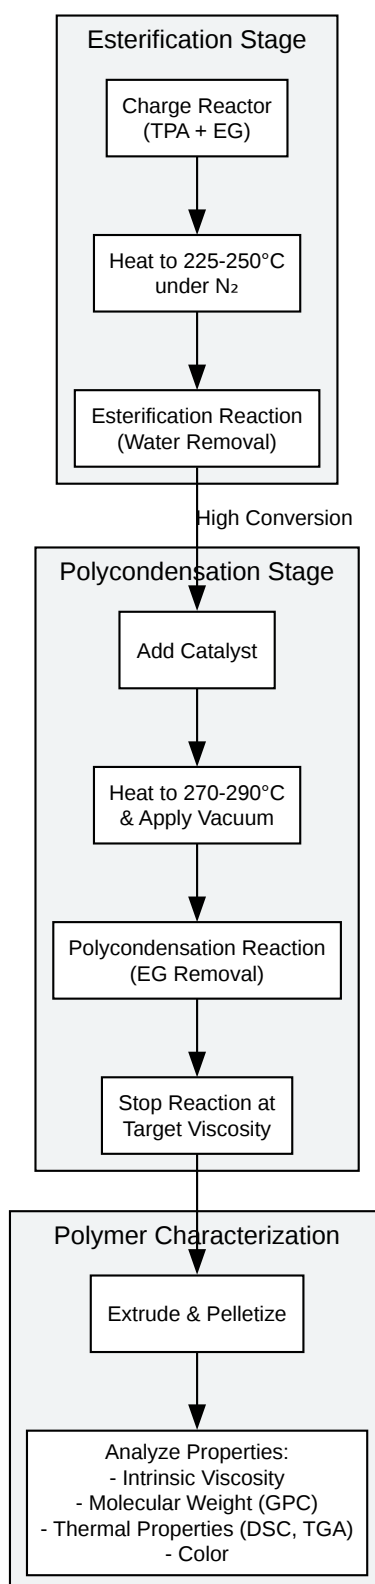 Esterification Stage
Charge Reactor
(TPA + EG)
Heat to 225-250°C
under N₂
Esterification Reaction
(Water Removal)
High Conversion
Polycondensation Stage
Add Catalyst
Heat to 270-290°C
& Apply Vacuum
Polycondensation Reaction
(EG Removal)
Stop Reaction at
Target Viscosity
Polymer Characterization
Extrude & Pelletize
Analyze Properties:
- Intrinsic Viscosity
- Molecular Weight (GPC)
- Thermal Properties (DSC, TGA)
- Color